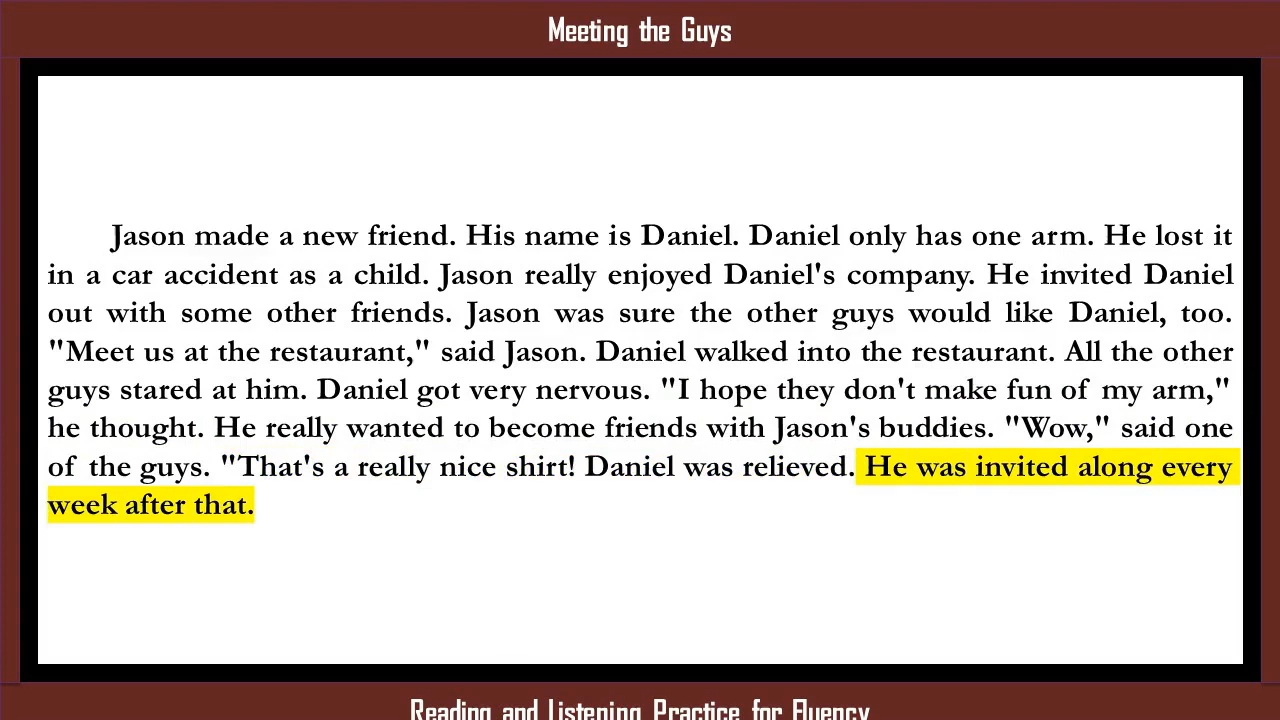 Meeting the Guys
Jason made a new friend. His name is Daniel. Daniel only has one arm. He lost it
in a car accident as a child. Jason really enjoyed Daniel's company. He invited Daniel
out with some other friends. Jason was sure the other guys would like Daniel, too.
"Meet us at the restaurant," said Jason. Daniel walked into the restaurant. All the other
guys stared at him. Daniel got very nervous. "I hope they don't make fun of my arm,"
he thought. He really wanted to become friends with Jason's buddies. "Wow," said one
of the guys. "That's a really nice shirt! Daniel was relieved. He was invited along every
week after that.
Reading and Listening Practice for Fluency